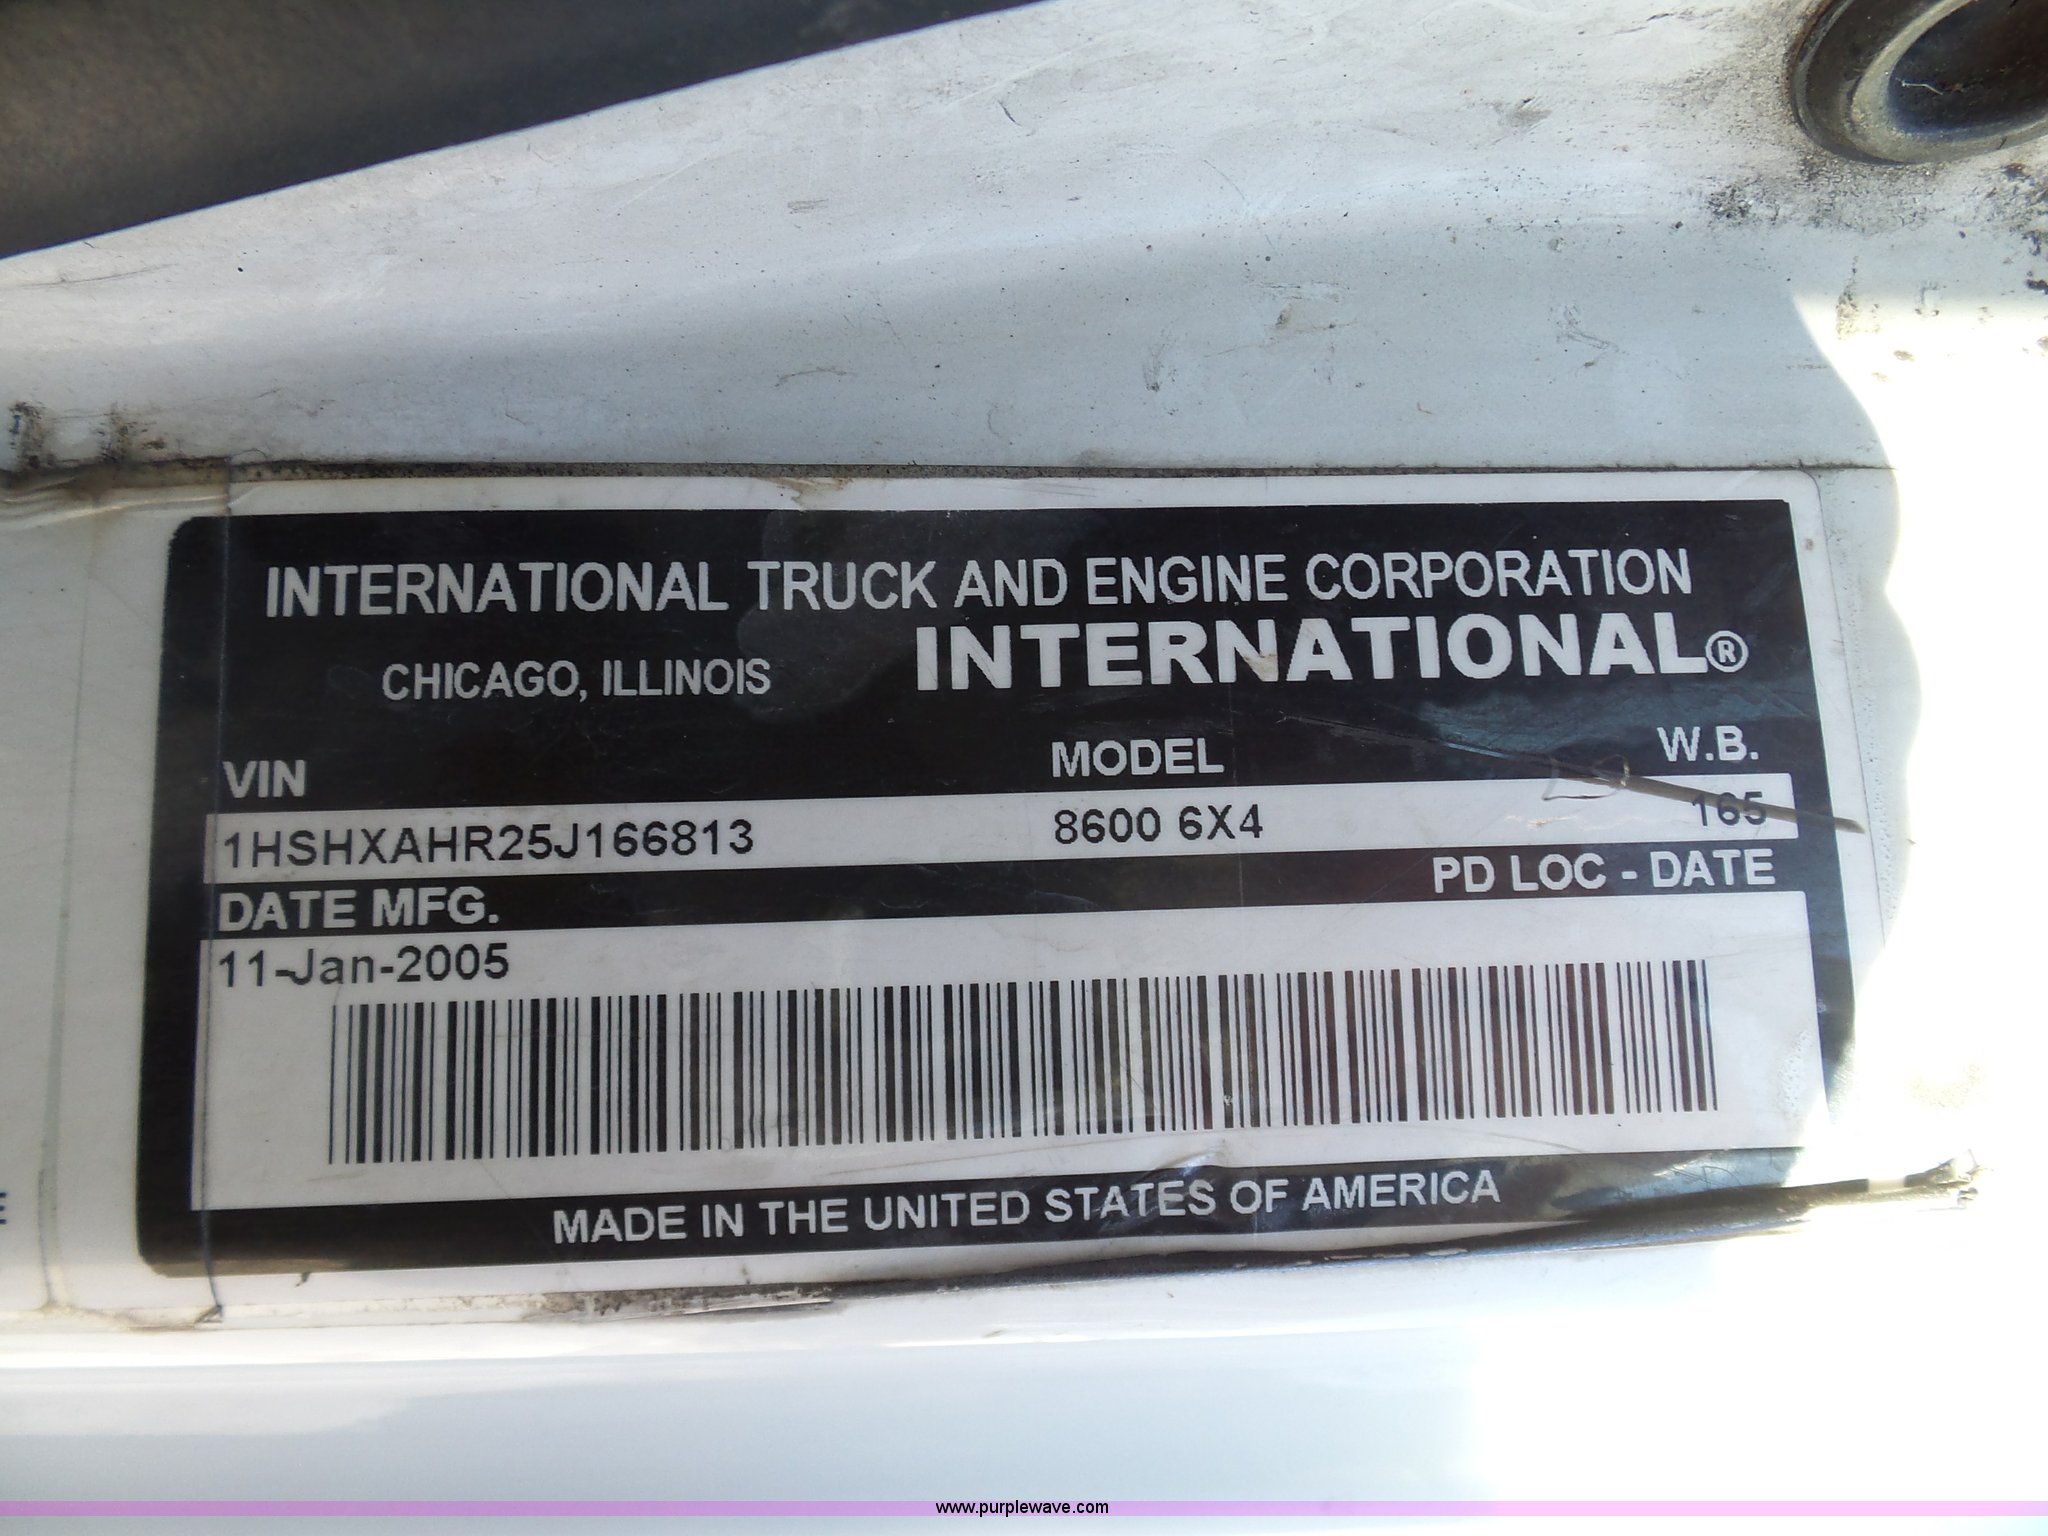 INTERNATIONAL TRUCK AND ENGINE CORPORATION
CHICAGO, ILLINOIS INTERNATIONAL®
VIN MODEL W.B.
1HSHXAHR25J166813 8600 6X4 165
DATE MFG. PD LOC - DATE
11-Jan-2005
MADE IN THE UNITED STATES OF AMERICA
www.purplewave.com